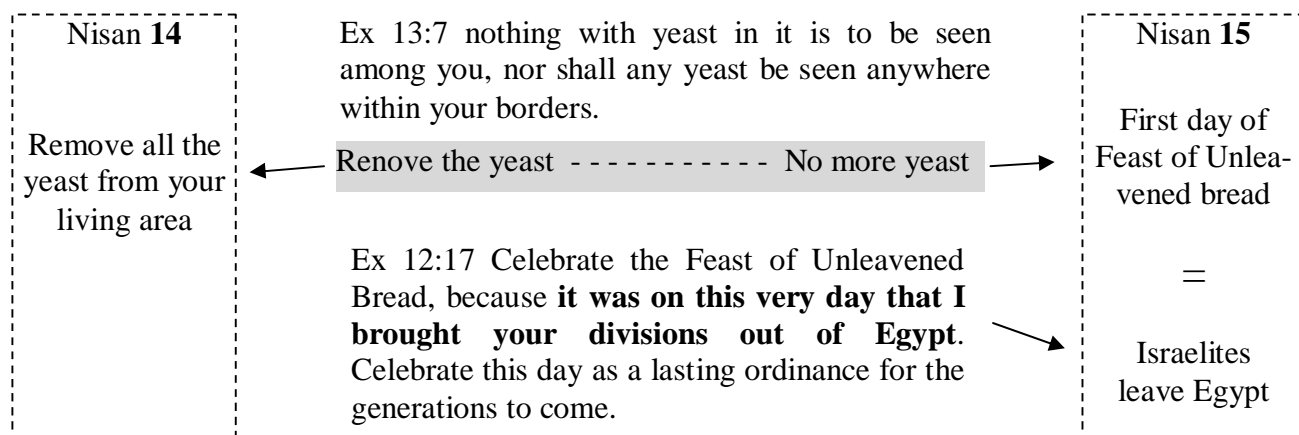 Nisan 14
Remove all the
yeast from your
living area
Ex 13:7 nothing with yeast in it is to be seen
among you, nor shall any yeast be seen anywhere
within your borders.
Renove the yeast - - - - - - - - - - - No more yeast
Ex 12:17 Celebrate the Feast of Unleavened
Bread, because it was on this very day that I
brought your divisions out of Egypt.
Celebrate this day as a lasting ordinance for the
generations to come.
Nisan 15
First day of
Feast of Unlea-
vened bread
=
Israelites
leave Egypt